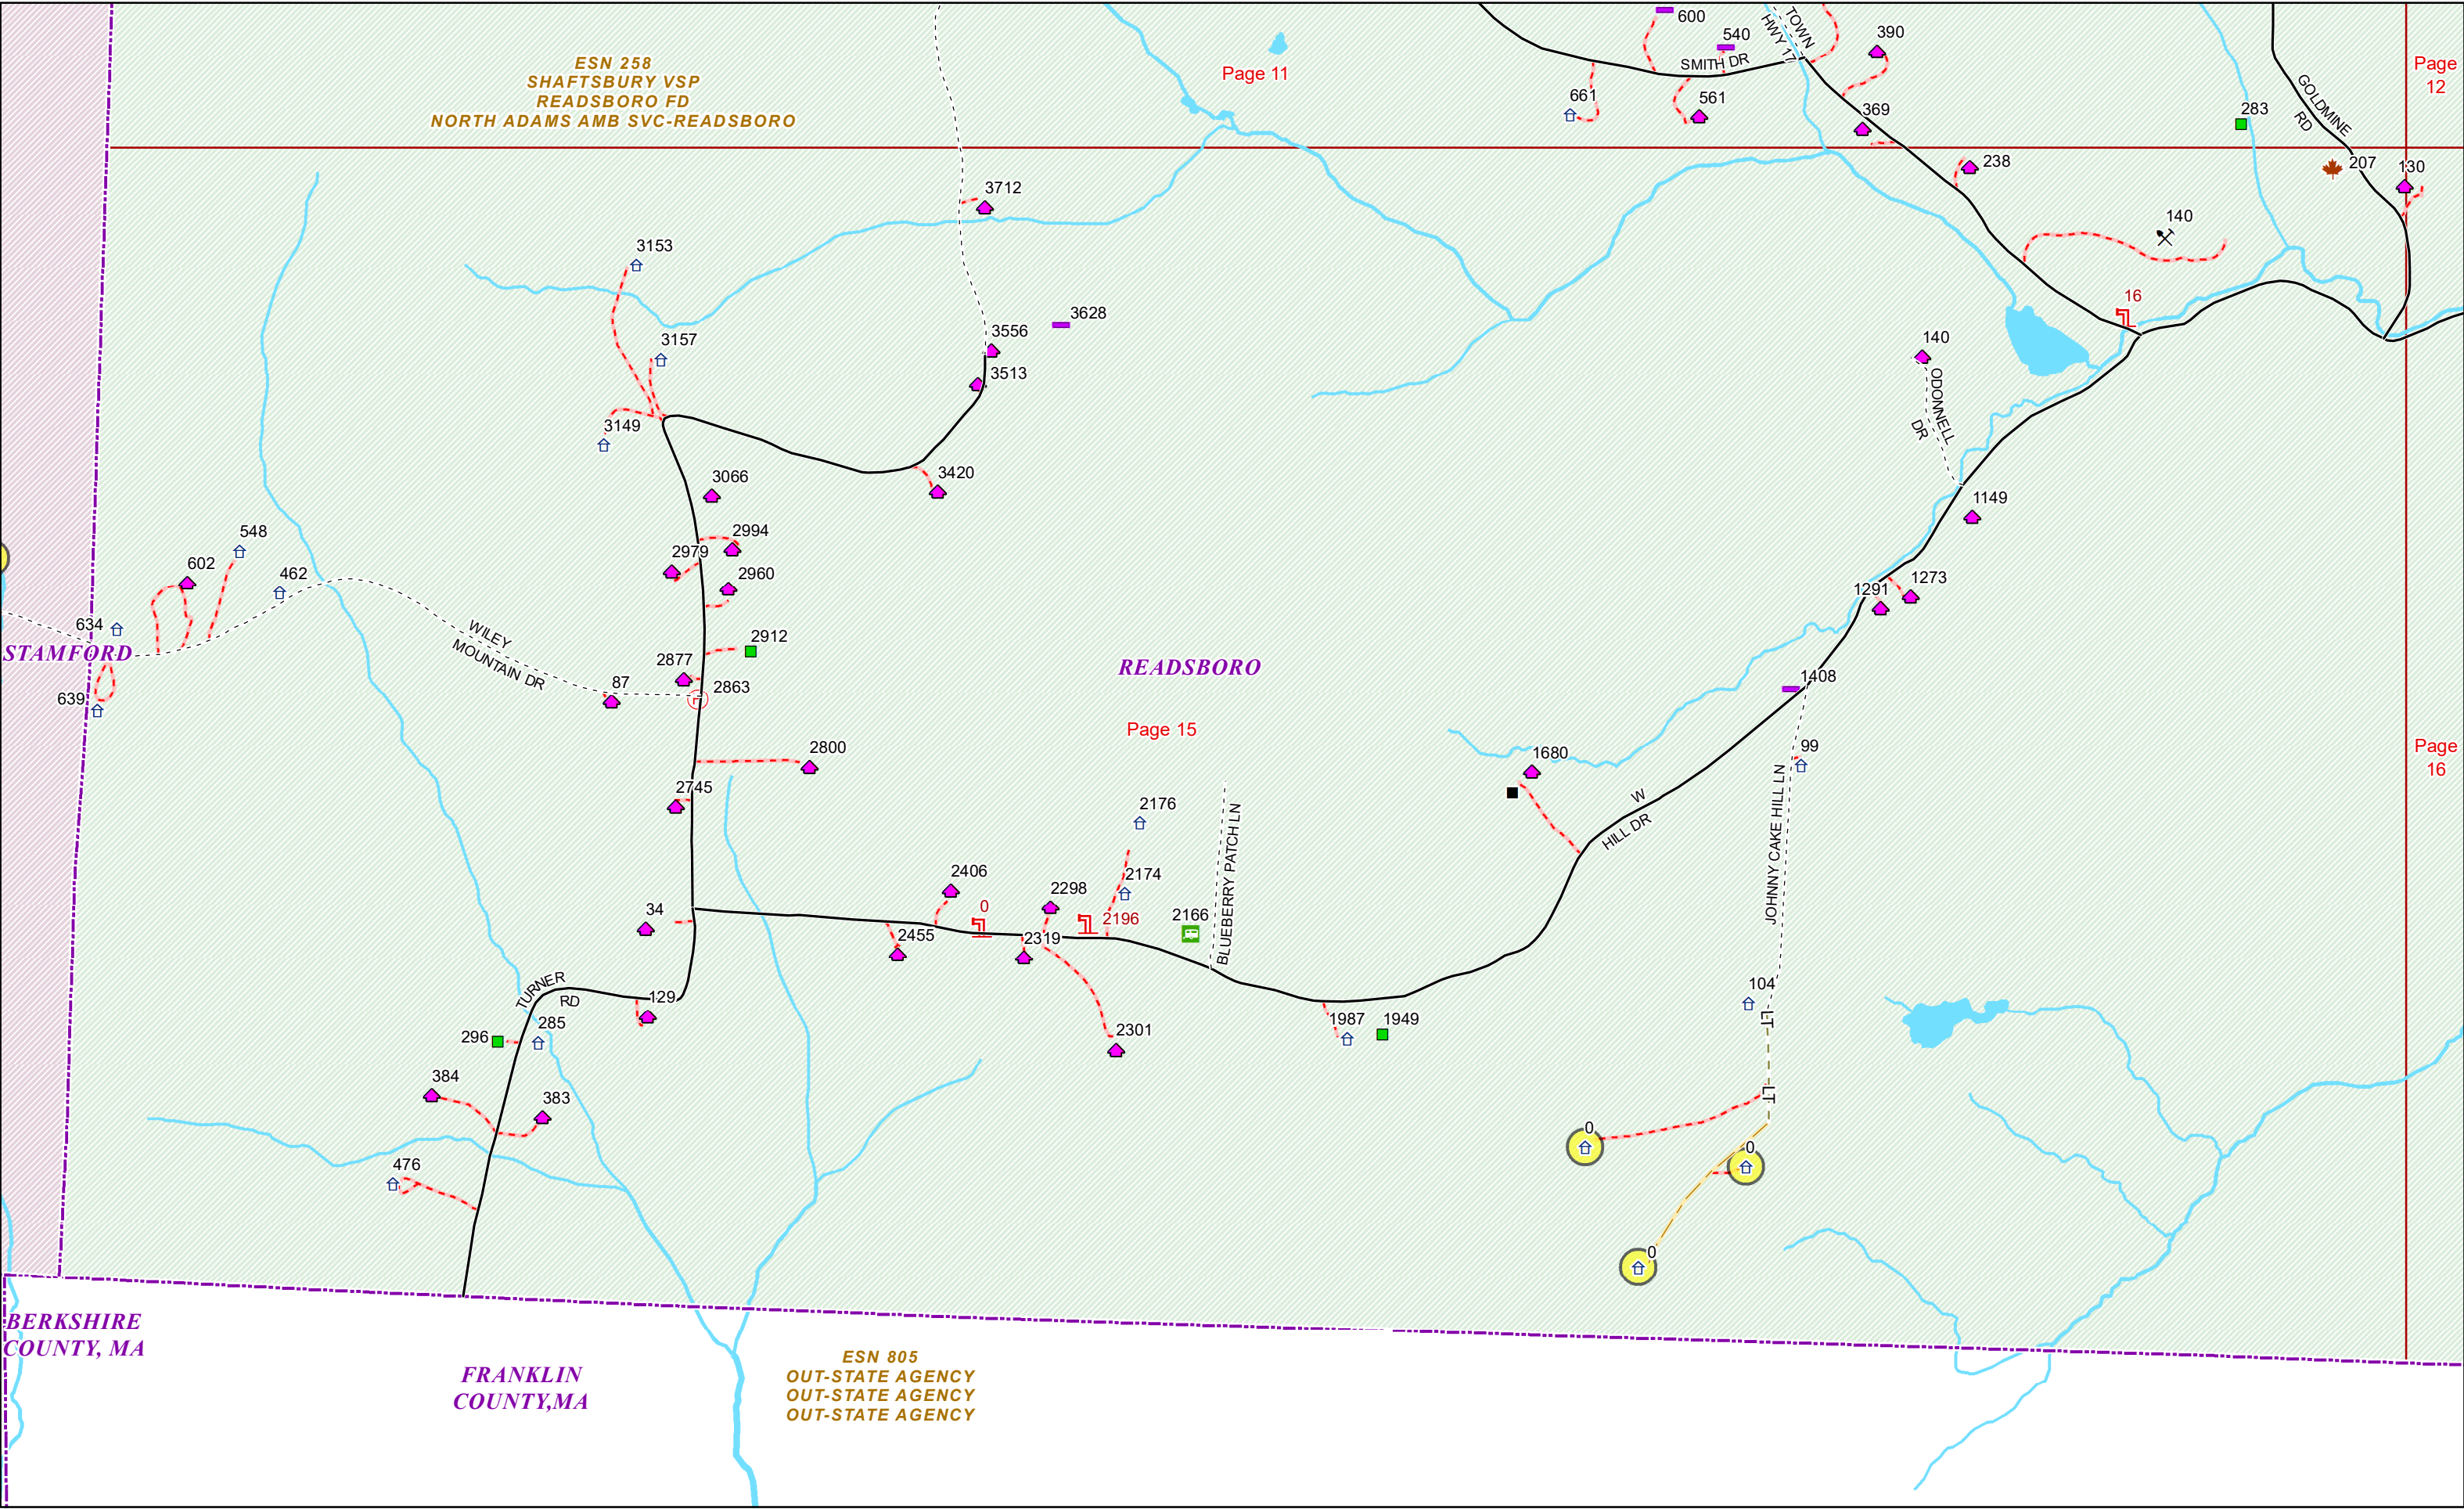 600
540
TOWN
HWY 17
390
ESN 258
SHAFTSBURY VSP
READSBORO FD
NORTH ADAMS AMB SVC-READSBORO
Page 11
SMITH DR
Page
12
661
561
369
283
GOLDMINE
RD
238
207
130
3712
140
3153
16
3628
3556
3157
140
3513
ODONNELL
DR
3149
3066
3420
1149
2994
548
2979
602
462
2960
1273
1291
634
WILEY
MOUNTAIN DR
2912
STAMFORD
2877
READSBORO
87
2863
1408
639
Page 15
2800
99
Page
16
1680
2745
2176
W
HILL DR
JOHNNY CAKE HILL LN
BLUEBERRY PATCH LN
2406
2298
2174
34
0
2196
2166
2455
2319
TURNER
RD
129
104
LT
296
285
2301
1987
1949
384
383
LT
0
0
476
0
BERKSHIRE
COUNTY, MA
FRANKLIN
COUNTY,MA
ESN 805
OUT-STATE AGENCY
OUT-STATE AGENCY
OUT-STATE AGENCY